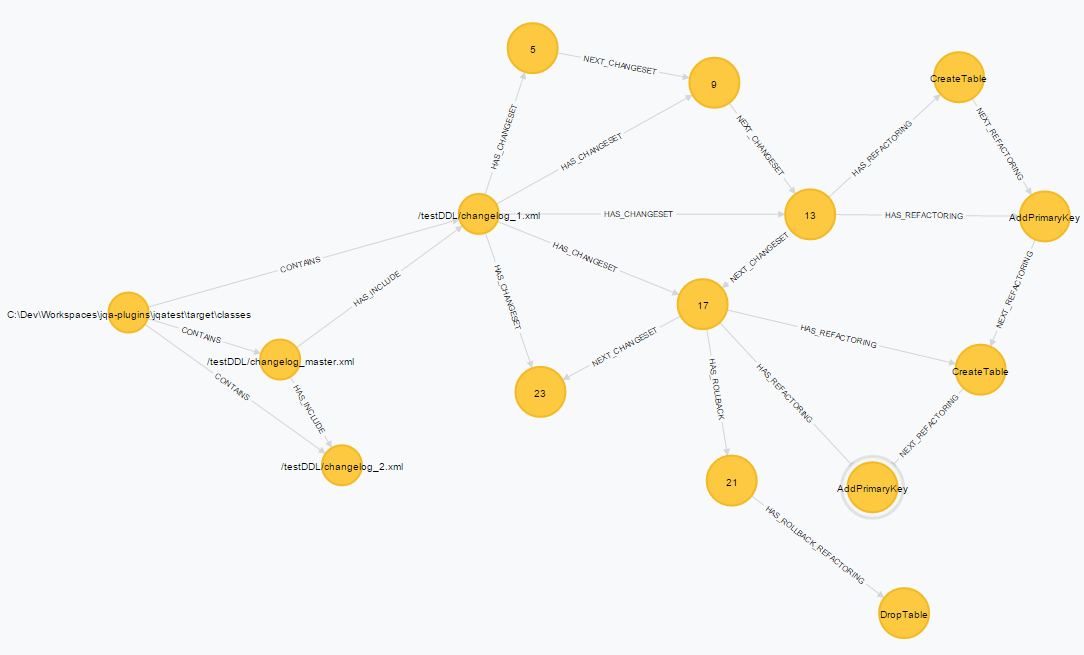 5
NEXT_CHANGESET
9
CreateTable
HAS_CHANGESET
HAS_CHANGESET
NEXT_CHANGESET
HAS_REFACTORING
NEXT_REFACTORING
/testDDL/changelog_1.xml
HAS_CHANGESET
13
HAS_REFACTORING
AddPrimaryKey
CONTAINS
HAS_INCLUDE
HAS_CHANGESET
HAS_CHANGESET
NEXT_CHANGESET
NEXT_REFACTORING
C:\Dev\Workspaces\jqa-plugins\jqatest\target\classes
CONTAINS
17
HAS_REFACTORING
/testDDL/changelog_master.xml
NEXT_CHANGESET
CreateTable
CONTAINS
HAS_INCLUDE
23
HAS_ROLLBACK
HAS_REFACTORING
NEXT_REFACTORING
/testDDL/changelog_2.xml
21
AddPrimaryKey
HAS_ROLLBACK_REFACTORING
DropTable